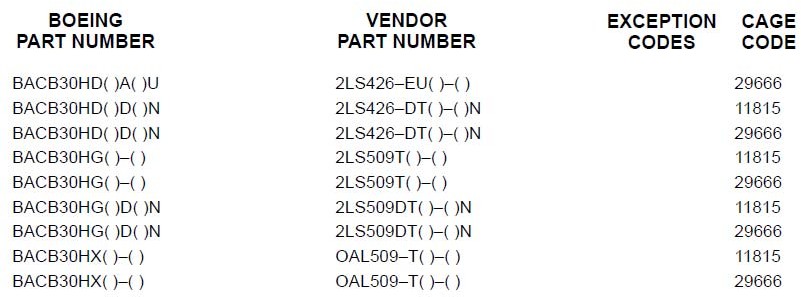 BOEING PART NUMBER VENDOR PART NUMBER EXCEPTION CODES CAGE CODE
BACB30HD( )A( )U 2LS426–EU( )–( ) 29666
BACB30HD( )D( )N 2LS426–DT( )–( )N 11815
BACB30HD( )D( )N 2LS426–DT( )–( )N 29666
BACB30HG( )–( ) 2LS509T( )–( ) 11815
BACB30HG( )–( ) 2LS509T( )–( ) 29666
BACB30HG( )D( )N 2LS509DT( )–( )N 11815
BACB30HG( )D( )N 2LS509DT( )–( )N 29666
BACB30HX( )–( ) OAL509–T( )–( ) 11815
BACB30HX( )–( ) OAL509–T( )–( ) 29666